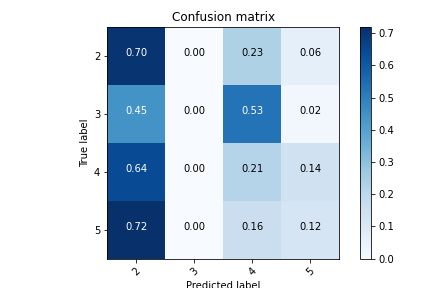 Confusion matrix
0.7
2 0.70 0.00 0.23 0.06
0.6
3 0.45 0.00 0.53 0.02
0.5
0.4
True label
4 0.64 0.00 0.21 0.14
0.3
0.2
5 0.72 0.00 0.16 0.12
0.1
0.0
2 3 4 5
Predicted label